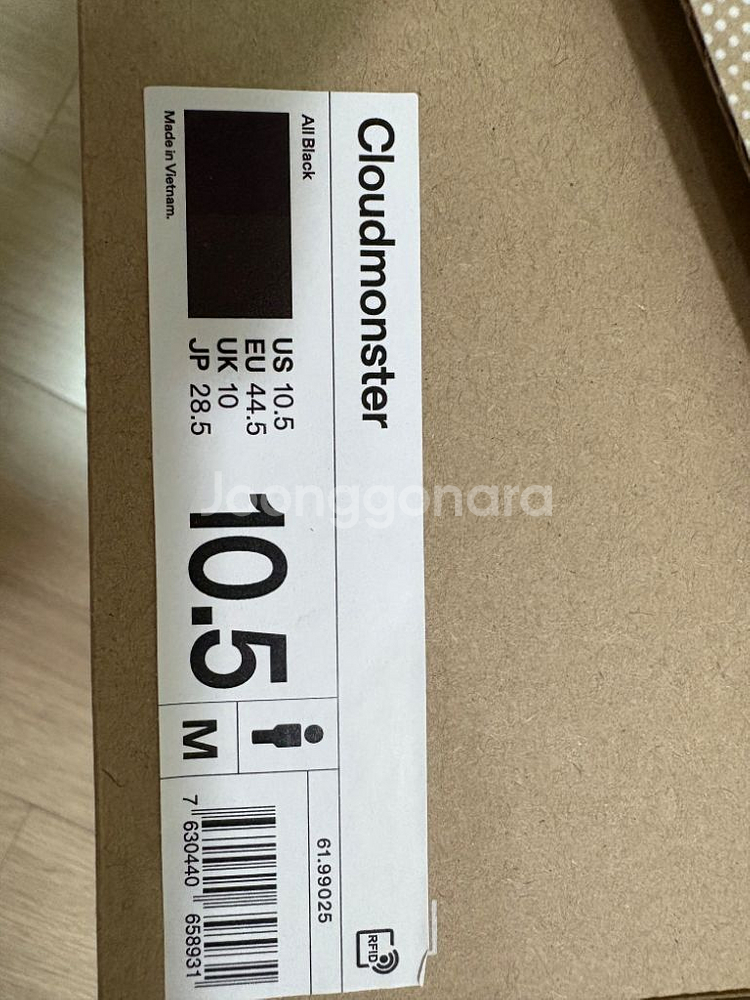 Cloudmonster
All Black
Made in Vietnam.
US 10.5
EU 44.5
UK 10
JP 28.5
10.5
M
61.99025
7 630440 658931
RFID
Joonggonara